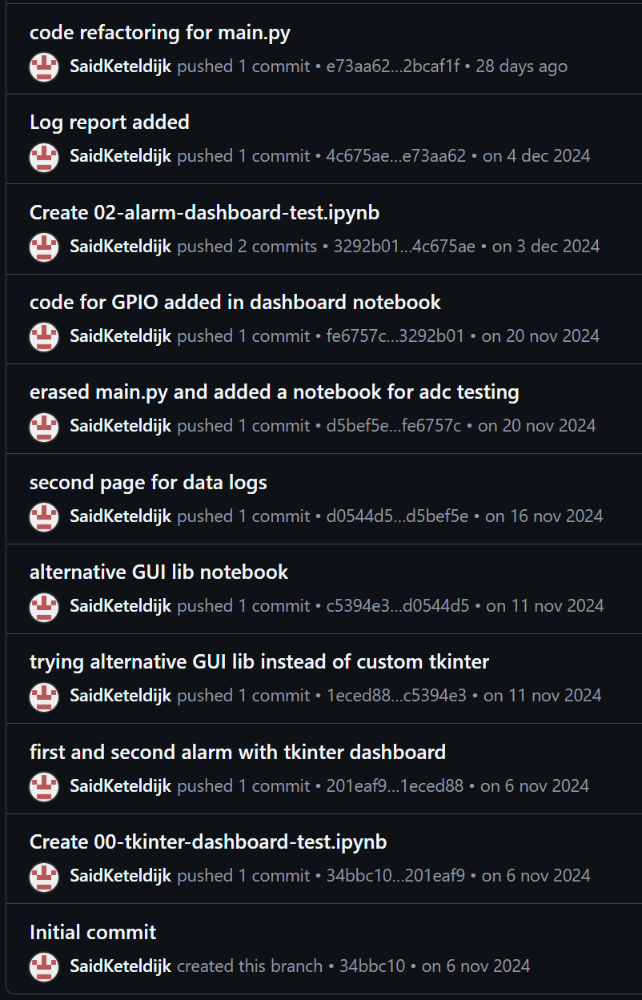 code refactoring for main.py
SaidKeteldijk pushed 1 commit • e73aa62...2bcaf1f • 28 days ago
Log report added
SaidKeteldijk pushed 1 commit • 4c675ae...e73aa62 • on 4 dec 2024
Create 02-alarm-dashboard-test.ipynb
SaidKeteldijk pushed 2 commits • 3292b01...4c675ae • on 3 dec 2024
code for GPIO added in dashboard notebook
SaidKeteldijk pushed 1 commit • fe6757c...3292b01 • on 20 nov 2024
erased main.py and added a notebook for adc testing
SaidKeteldijk pushed 1 commit • d5bef5e...fe6757c • on 20 nov 2024
second page for data logs
SaidKeteldijk pushed 1 commit • d0544d5...d5bef5e • on 16 nov 2024
alternative GUI lib notebook
SaidKeteldijk pushed 1 commit • c5394e3...d0544d5 • on 11 nov 2024
trying alternative GUI lib instead of custom tkinter
SaidKeteldijk pushed 1 commit • 1eced88...c5394e3 • on 11 nov 2024
first and second alarm with tkinter dashboard
SaidKeteldijk pushed 1 commit • 201eaf9...1eced88 • on 6 nov 2024
Create 00-tkinter-dashboard-test.ipynb
SaidKeteldijk pushed 1 commit • 34bbc10...201eaf9 • on 6 nov 2024
Initial commit
SaidKeteldijk created this branch • 34bbc10 • on 6 nov 2024